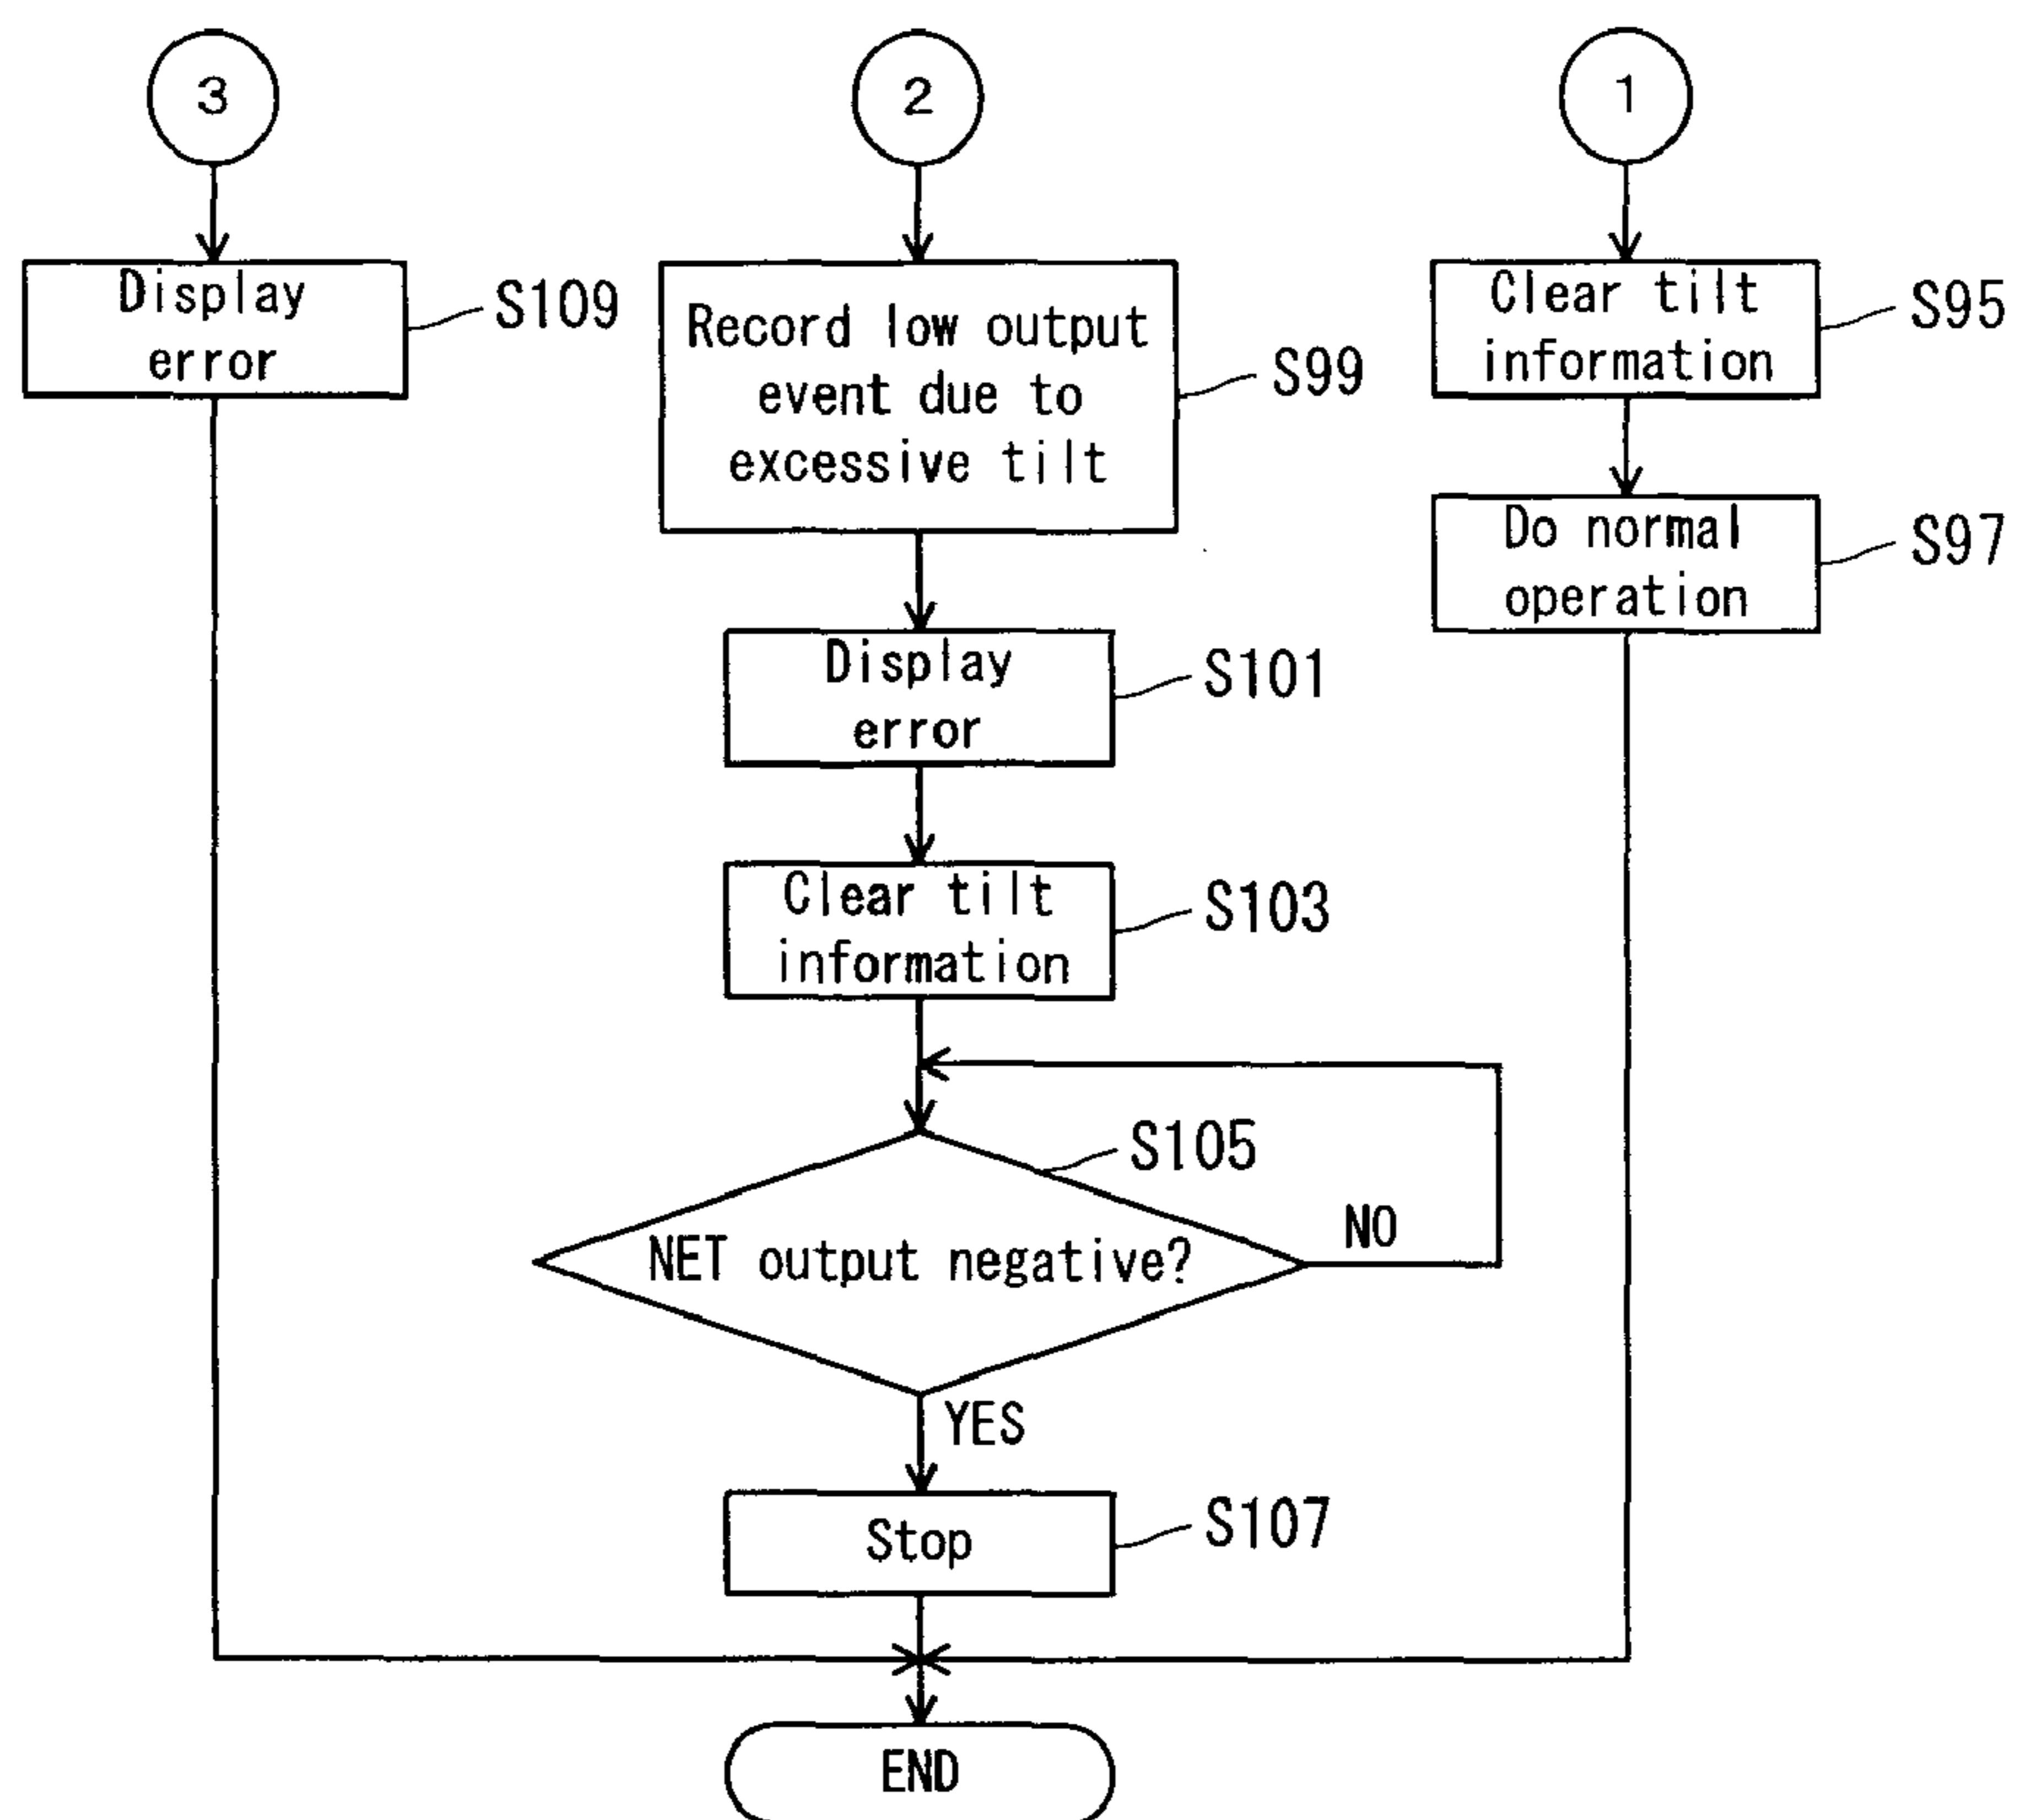 3
2
1
Display
error
S109
Record low output
event due to
excessive tilt
S99
Clear tilt
information
S95
Do normal
operation
S97
Display
error
S101
Clear tilt
information
S103
S105
NET output negative?
NO
YES
Stop
S107
END